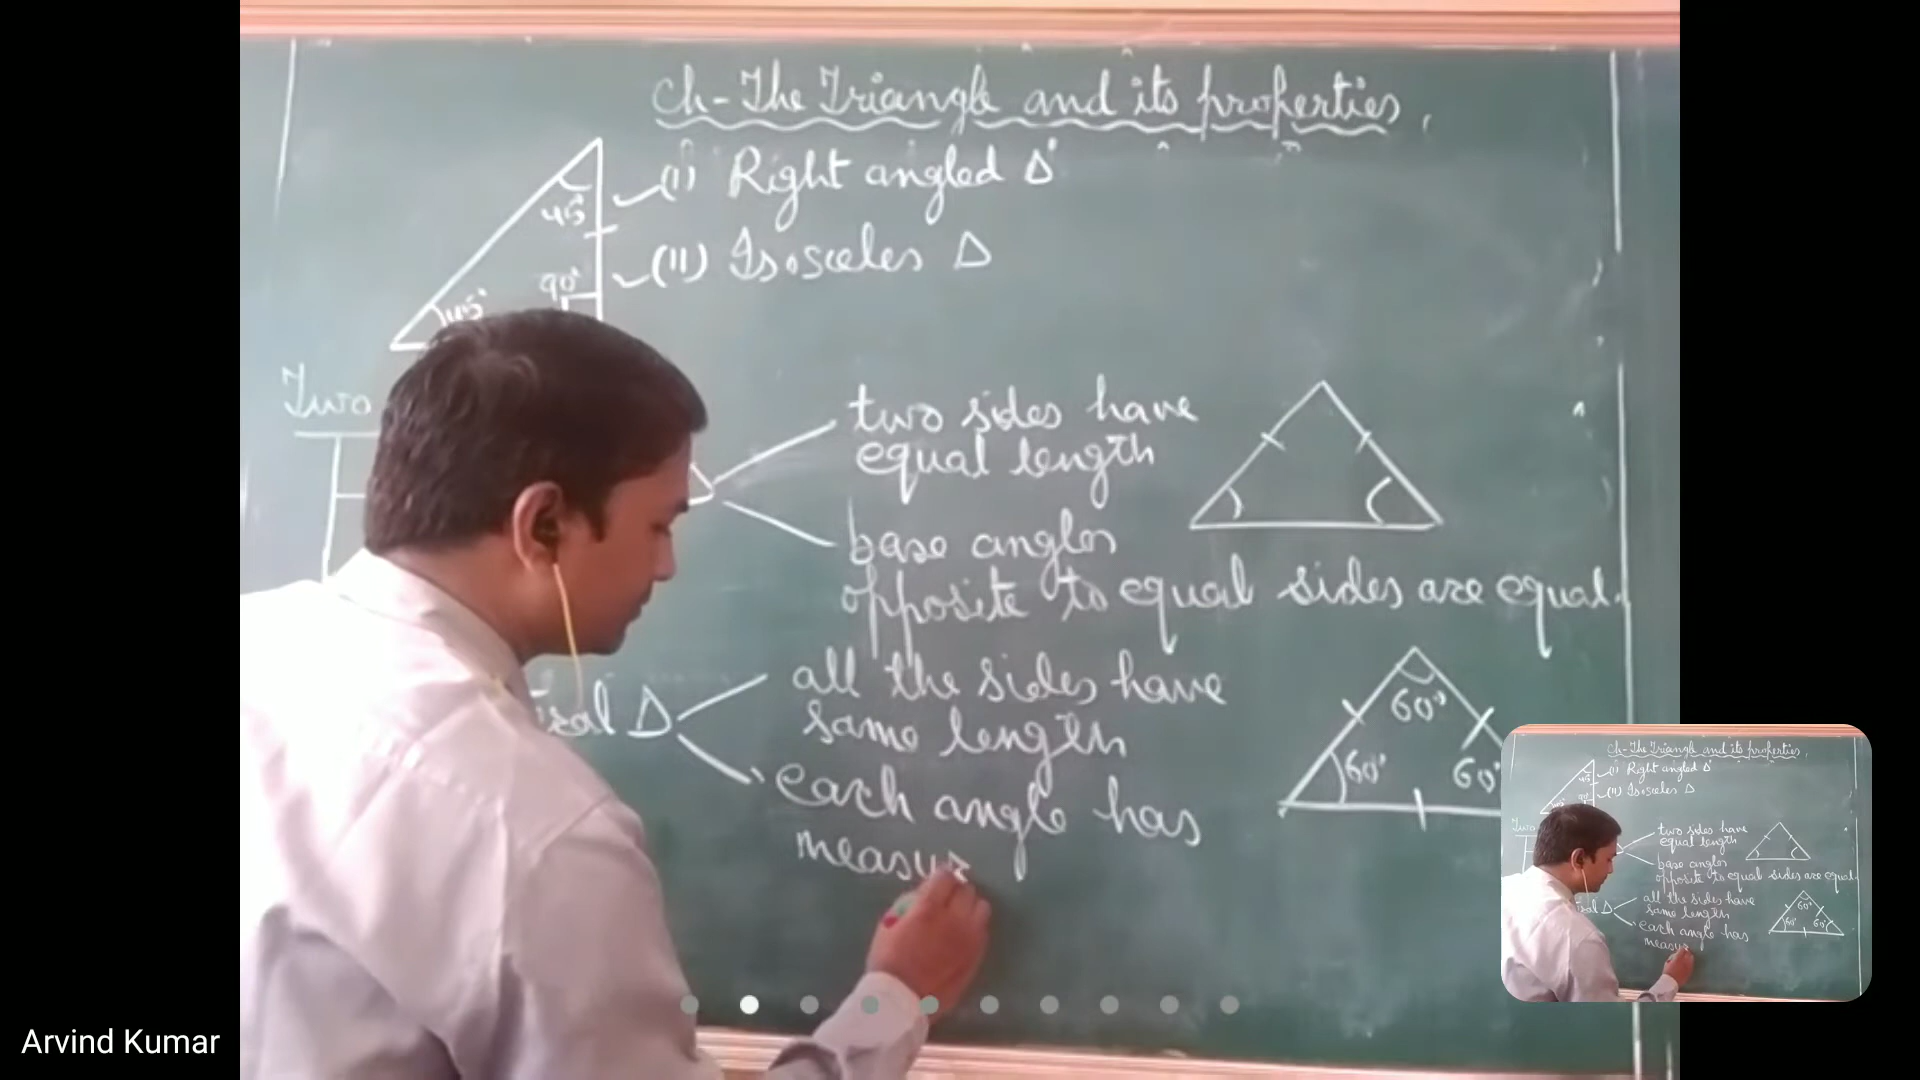 Ch-The Triangle and its properties.
(I) Right angled Δ
(II) Isosceles Δ
45°
90°
45°
Two
two sides have
equal length
base angles
opposite to equal sides are equal.
all the sides have
same length
Δ
each angle has
measur
60°
60°
60°
Arvind Kumar